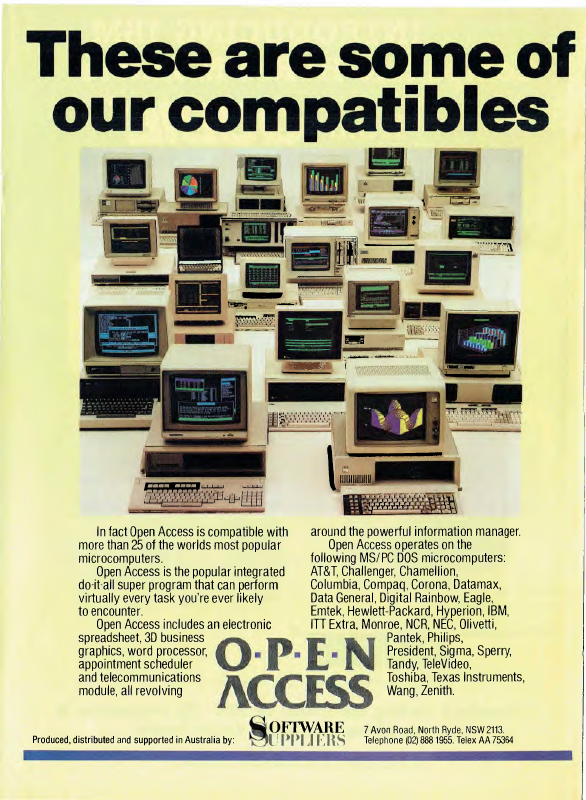 These are some of
our compatibles
In fact Open Access is compatible with
more than 25 of the worlds most popular
microcomputers.
Open Access is the popular integrated
do-it-all super program that can perform
virtually every task you're ever likely
to encounter.
Open Access includes an electronic
spreadsheet, 3D business
graphics, word processor,
appointment scheduler
and telecommunications
module, all revolving
around the powerful information manager.
Open Access operates on the
following MS/PC DOS microcomputers:
AT&T, Challenger, Chamellion,
Columbia, Compaq, Corona, Datamax,
Data General, Digital Rainbow, Eagle,
Emtek, Hewlett-Packard, Hyperion, IBM,
ITT Extra, Monroe, NCR, NEC, Olivetti,
Pantek, Philips,
President, Sigma, Sperry,
Tandy, TeleVideo,
Toshiba, Texas Instruments,
Wang, Zenith.
O·P·E·N
ACCESS
Produced, distributed and supported in Australia by:
SOFTWARE
SUPPLIERS
7 Avon Road, North Ryde, NSW 2113.
Telephone (02) 888 1955. Telex AA 75364